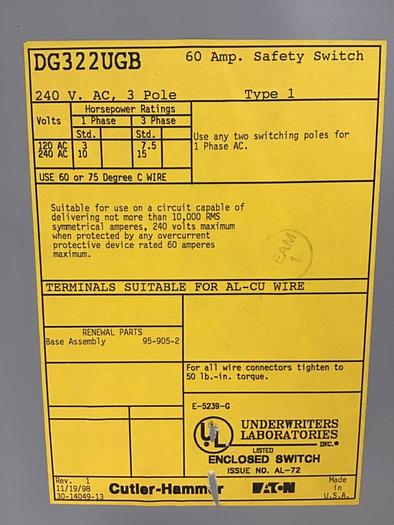 DG322UGB 60 Amp. Safety Switch
240 V. AC, 3 Pole Type 1
Volts Horsepower Ratings
1 Phase 3 Phase
Std. Std.
120 AC 3 7.5
240 AC 10 15
Use any two switching poles for
1 Phase AC.
USE 60 or 75 Degree C WIRE
Suitable for use on a circuit capable of
delivering not more than 10,000 RMS
symmetrical amperes, 240 volts maximum
when protected by any overcurrent
protective device rated 60 amperes
maximum.
TEAM
1
TERMINALS SUITABLE FOR AL-CU WIRE
RENEWAL PARTS
Base Assembly 95-905-2
For all wire connectors tighten to
50 lb.-in. torque.
E-5239-G
UL
UNDERWRITERS
LABORATORIES
INC.®
LISTED
ENCLOSED SWITCH
ISSUE NO. AL-72
Rev. 1
11/19/98
30-14049-13
Cutler-Hammer EATON
Made
in
U.S.A.